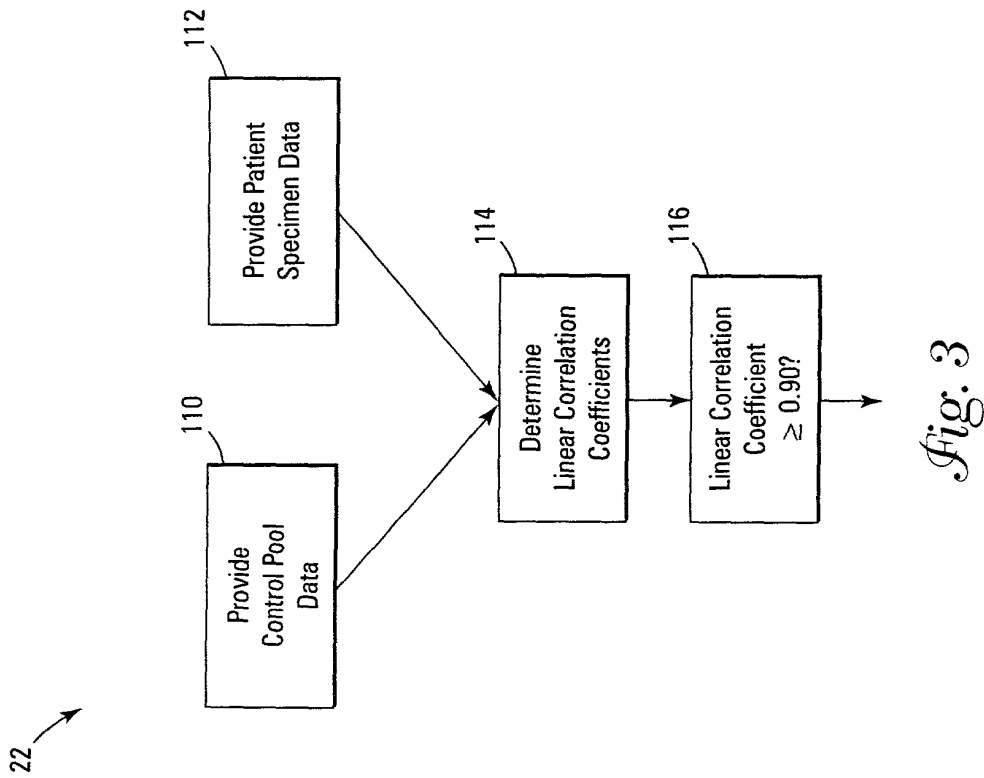 22
110
Provide
Control Pool
Data
112
Provide Patient
Specimen Data
114
Determine
Linear Correlation
Coefficients
116
Linear Correlation
Coefficient
≥ 0.90?
Fig. 3